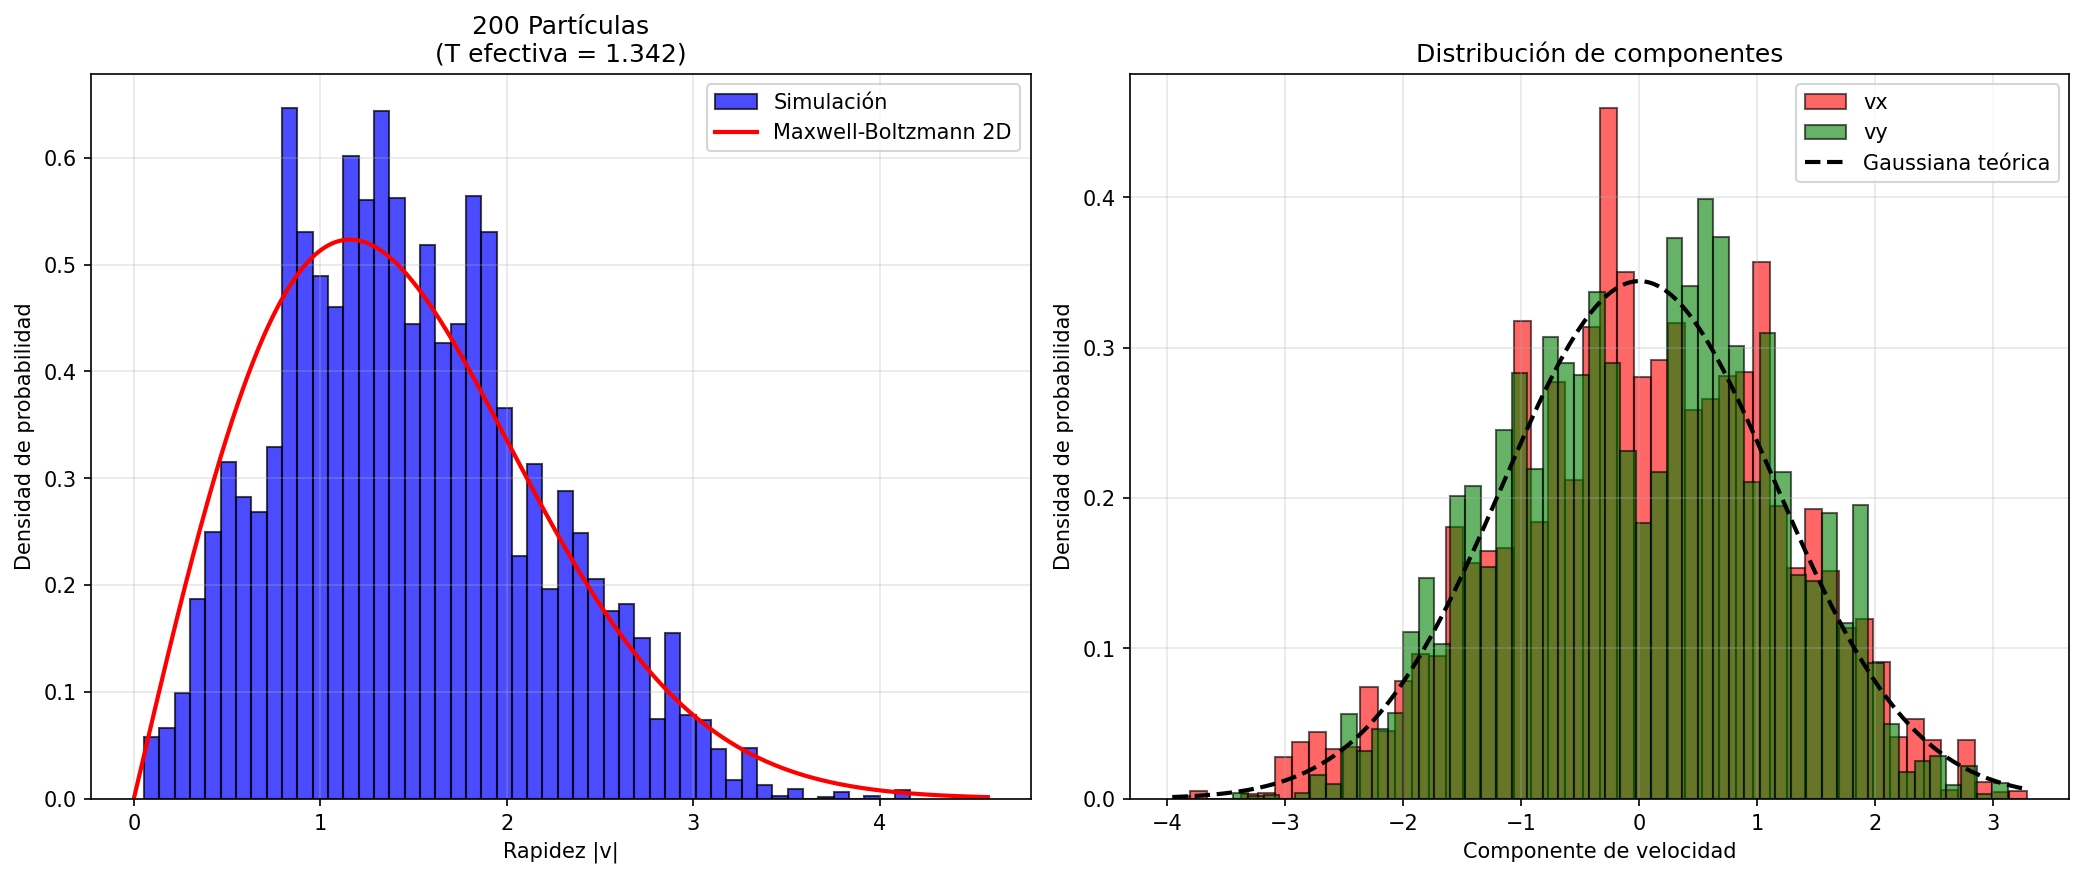 200 Partículas
(T efectiva = 1.342)
Simulación
Maxwell-Boltzmann 2D
Densidad de probabilidad
0.6
0.5
0.4
0.3
0.2
0.1
0.0
0 1 2 3 4
Rapidez |v|
Distribución de componentes
vx
vy
Gaussiana teórica
Densidad de probabilidad
0.4
0.3
0.2
0.1
0.0
−4 −3 −2 −1 0 1 2 3
Componente de velocidad